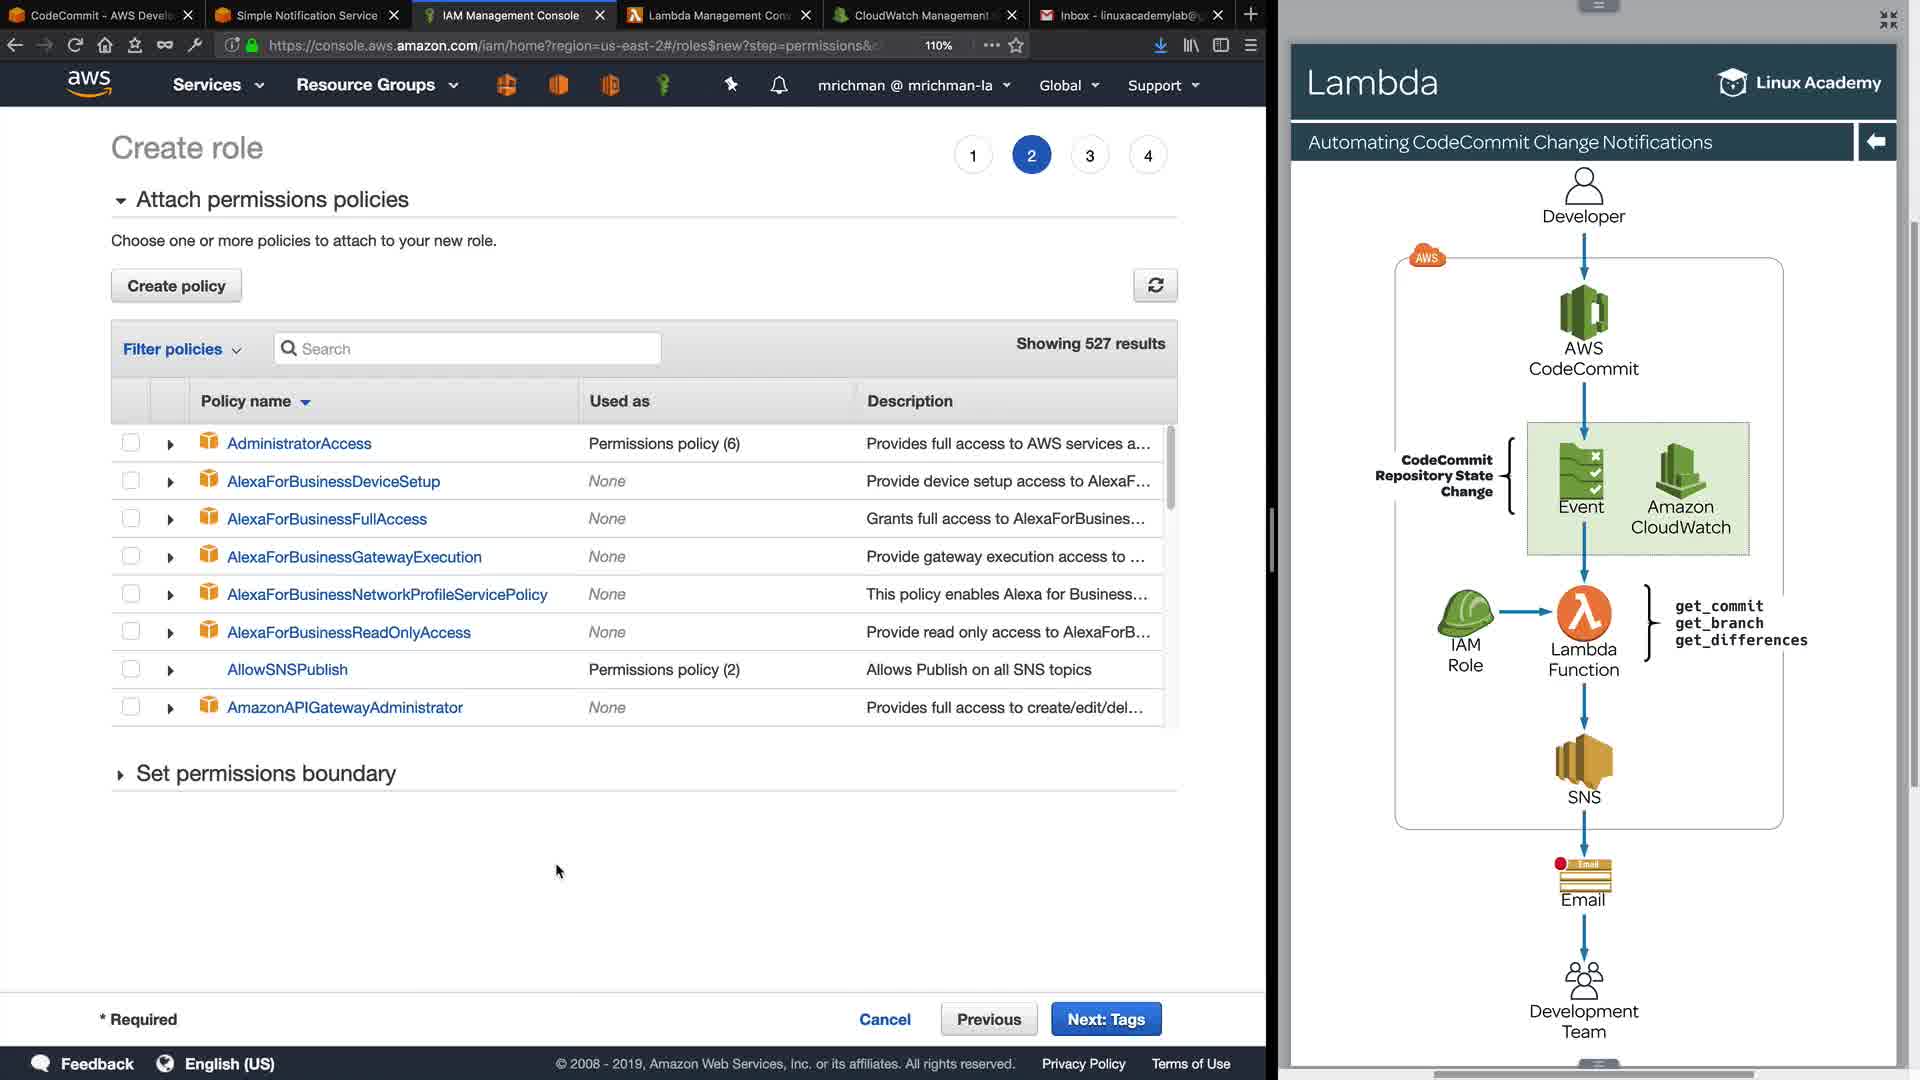 CodeCommit - AWS Develo
Simple Notification Service
IAM Management Console
Lambda Management Con
CloudWatch Management
Inbox - linuxacademylab@g
https://console.aws.amazon.com/iam/home?region=us-east-2#/roles$new?step=permissions&c
110%
aws
Services
Resource Groups
mrichman @ mrichman-la
Global
Support
Create role
1
2
3
4
Attach permissions policies
Choose one or more policies to attach to your new role.
Create policy
Filter policies
Search
Showing 527 results
Policy name
Used as
Description
AdministratorAccess
Permissions policy (6)
Provides full access to AWS services a...
AlexaForBusinessDeviceSetup
None
Provide device setup access to AlexaF...
AlexaForBusinessFullAccess
None
Grants full access to AlexaForBusines...
AlexaForBusinessGatewayExecution
None
Provide gateway execution access to ...
AlexaForBusinessNetworkProfileServicePolicy
None
This policy enables Alexa for Business...
AlexaForBusinessReadOnlyAccess
None
Provide read only access to AlexaForB...
AllowSNSPublish
Permissions policy (2)
Allows Publish on all SNS topics
AmazonAPIGatewayAdministrator
None
Provides full access to create/edit/del...
Set permissions boundary
* Required
Cancel
Previous
Next: Tags
Feedback
English (US)
© 2008 - 2019, Amazon Web Services, Inc. or its affiliates. All rights reserved.
Privacy Policy
Terms of Use
Lambda
Linux Academy
Automating CodeCommit Change Notifications
Developer
AWS
AWS
CodeCommit
CodeCommit
Repository State
Change
Event
Amazon
CloudWatch
IAM
Role
Lambda
Function
get_commit
get_branch
get_differences
SNS
Email
Email
Development
Team